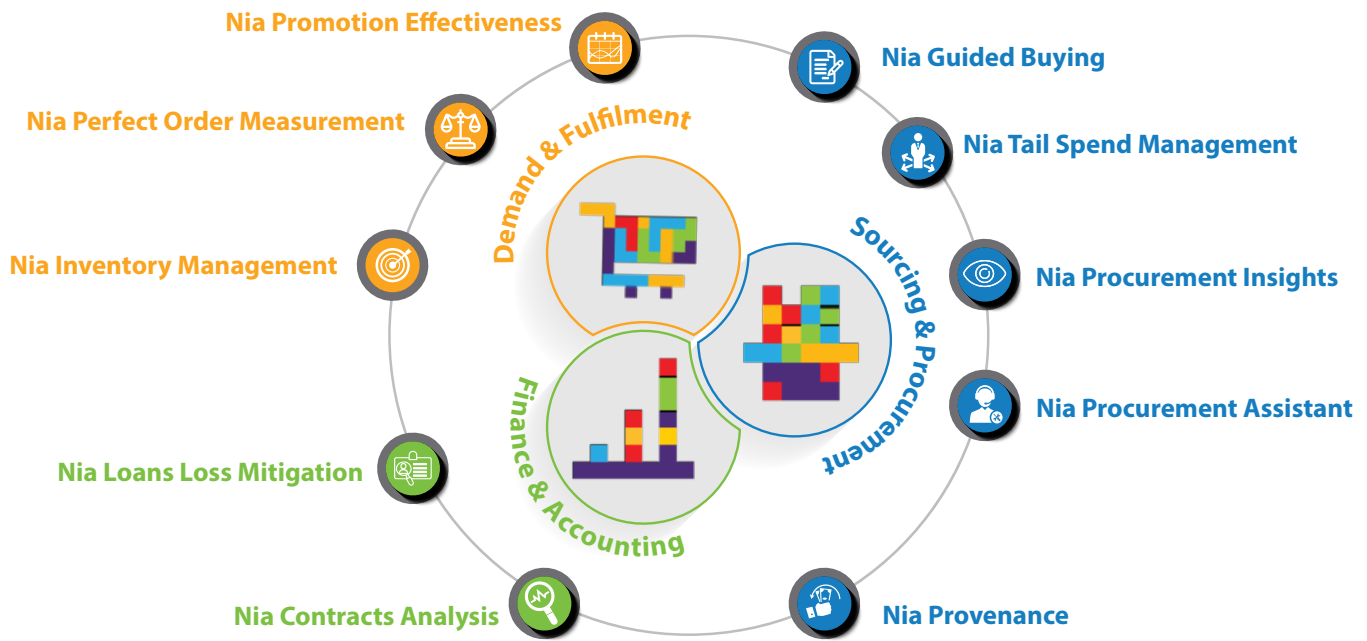 Nia Promotion Effectiveness
Nia Guided Buying
Nia Perfect Order Measurement
Nia Tail Spend Management
Demand & Fulfilment
Sourcing & Procurement
Nia Inventory Management
Nia Procurement Insights
Nia Procurement Assistant
Finance & Accounting
Nia Loans Loss Mitigation
Nia Contracts Analysis
Nia Provenance